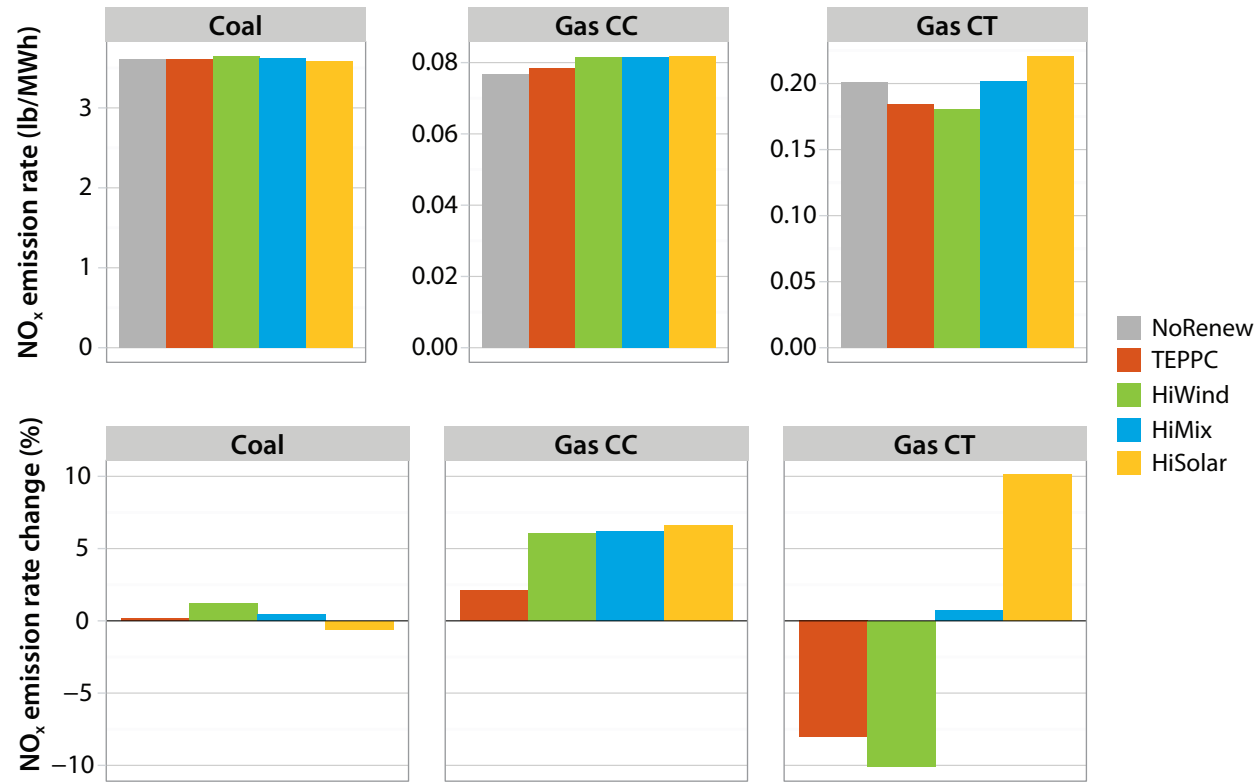 Coal
Gas CC
Gas CT
NOx emission rate (lb/MWh)
3
2
1
0
0.08
0.06
0.04
0.02
0.00
0.20
0.15
0.10
0.05
0.00
NoRenew
TEPPC
HiWind
HiMix
HiSolar
Coal
Gas CC
Gas CT
NOx emission rate change (%)
10
5
0
−5
−10